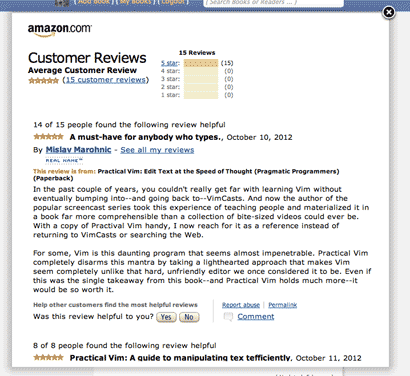 [ Add Book ] [ My Books ] [ Logout ]
[ Search Books or Readers ... ]
amazon.com
Customer Reviews
Average Customer Review
(15 customer reviews)
15 Reviews
5 star: (15)
4 star: (0)
3 star: (0)
2 star: (0)
1 star: (0)
14 of 15 people found the following review helpful
A must-have for anybody who types., October 10, 2012
By Mislav Marohnic - See all my reviews
REAL NAME™
This review is from: Practical Vim: Edit Text at the Speed of Thought (Pragmatic Programmers)
(Paperback)
In the past couple of years, you couldn't really get far with learning Vim without
eventually bumping into--and going back to--VimCasts. And now the author of the
popular screencast series took this experience of teaching people and materialized it in
a book far more comprehensible than a collection of bite-sized videos could ever be.
With a copy of Practival Vim handy, I now reach for it as a reference instead of
returning to VimCasts or searching the Web.
For some, Vim is this daunting program that seems almost impenetrable. Practical Vim
completely disarms this mantra by taking a lighthearted approach that makes Vim
seem completely unlike that hard, unfriendly editor we once considered it to be. Even if
this was the single takeaway from this book--and Practical Vim holds much more--it
would be so worth it.
Help other customers find the most helpful reviews
Was this review helpful to you? Yes No
Report abuse | Permalink
Comment
8 of 8 people found the following review helpful
Practical Vim: A guide to manipulating tex tefficiently, October 11, 2012